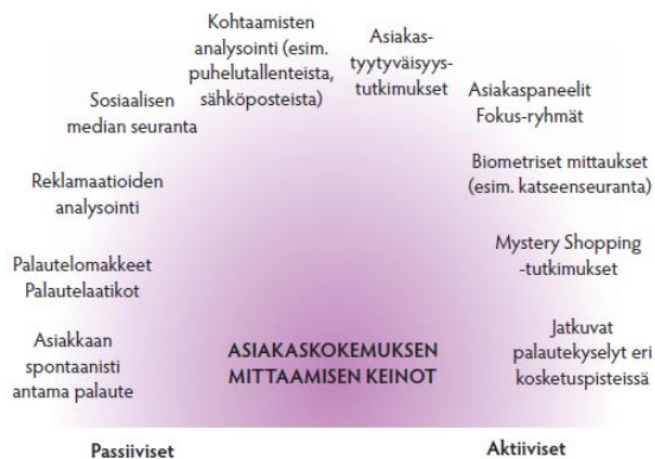 Kohtaamisten
analysointi (esim.
puhelutallenteista,
sähköposteista)
Asiakas-
tyytyväisyys-
tutkimukset
Sosiaalisen
median seuranta
Asiakaspaneelit
Fokus-ryhmät
Reklamaatioiden
analysointi
Biometriset mittaukset
(esim. katseenseuranta)
Palautelomakkeet
Palautelaatikot
Mystery Shopping
-tutkimukset
Asiakkaan
spontaanisti
antama palaute
ASIAKASKOKEMUKSEN
MITTAAMISEN KEINOT
Jatkuvat
palautekyselyt eri
kosketuspisteissä
Passiiviset
Aktiiviset